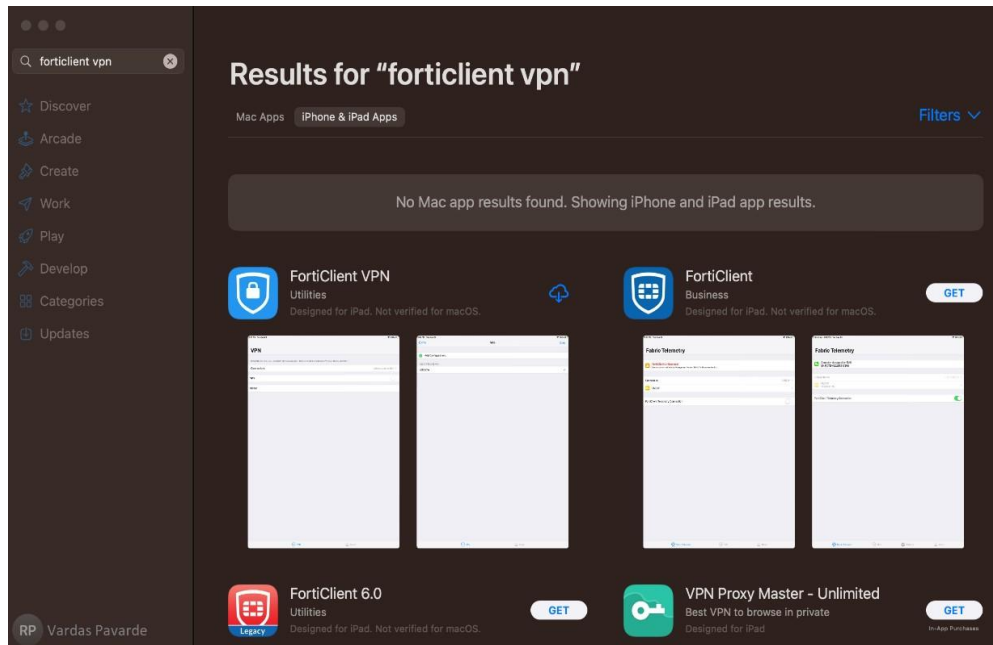 forticlient vpn
Discover
Arcade
Create
Work
Play
Develop
Categories
Updates
RP Vardas Pavarde
Results for “forticlient vpn”
Mac Apps iPhone & iPad Apps
Filters
No Mac app results found. Showing iPhone and iPad app results.
FortiClient VPN
Utilities
Designed for iPad. Not verified for macOS.
FortiClient
Business
Designed for iPad. Not verified for macOS.
GET
VPN
Fabric Telemetry
Fabric Telemetry
FortiClient 6.0
Utilities
Designed for iPad. Not verified for macOS.
GET
Legacy
VPN Proxy Master - Unlimited
Best VPN to browse in private
Designed for iPad
GET
In-App Purchases